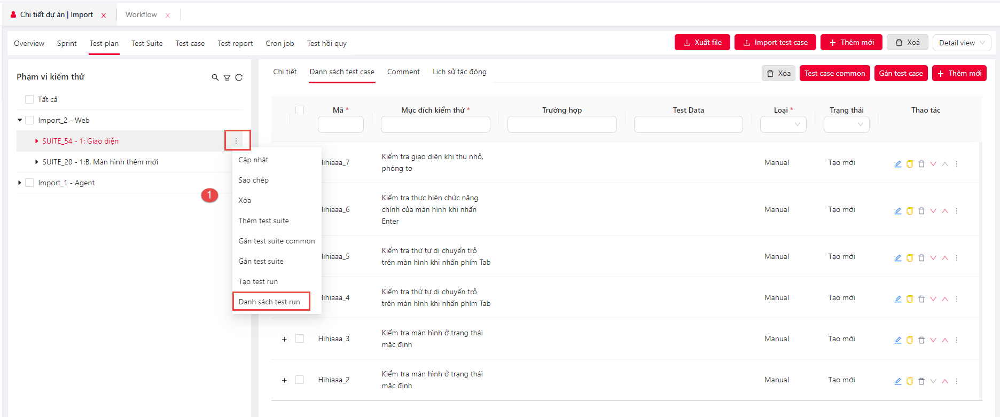 Chi tiết dự án | Import
Workflow
Overview
Sprint
Test plan
Test Suite
Test case
Test report
Cron job
Test hồi quy
Xuất file
Import test case
Thêm mới
Xoá
Detail view
Phạm vi kiểm thử
Tất cả
Import_2 - Web
SUITE_54 - 1: Giao diện
SUITE_20 - 1:B. Màn hình thêm mới
Import_1 - Agent
1
Cập nhật
Sao chép
Xóa
Thêm test suite
Gán test suite common
Gán test suite
Tạo test run
Danh sách test run
Chi tiết
Danh sách test case
Comment
Lịch sử tác động
Xóa
Test case common
Gán test case
Thêm mới
Mã *
Mục đích kiểm thử *
Trường hợp
Test Data
Loại *
Trạng thái
Thao tác
Hihiaaa_7
Kiểm tra giao diện khi thu nhỏ,
phóng to
Manual
Tạo mới
Hihiaaa_6
Kiểm tra thực hiện chức năng
chính của màn hình khi nhấn
Enter
Manual
Tạo mới
Hihiaaa_5
Kiểm tra thứ tự di chuyển trỏ
trên màn hình khi nhấn phím Tab
Manual
Tạo mới
Hihiaaa_4
Kiểm tra thứ tự di chuyển trỏ
trên màn hình khi nhấn phím Tab
Manual
Tạo mới
Hihiaaa_3
Kiểm tra màn hình ở trạng thái
mặc định
Manual
Tạo mới
Hihiaaa_2
Kiểm tra màn hình ở trạng thái
mặc định
Manual
Tạo mới